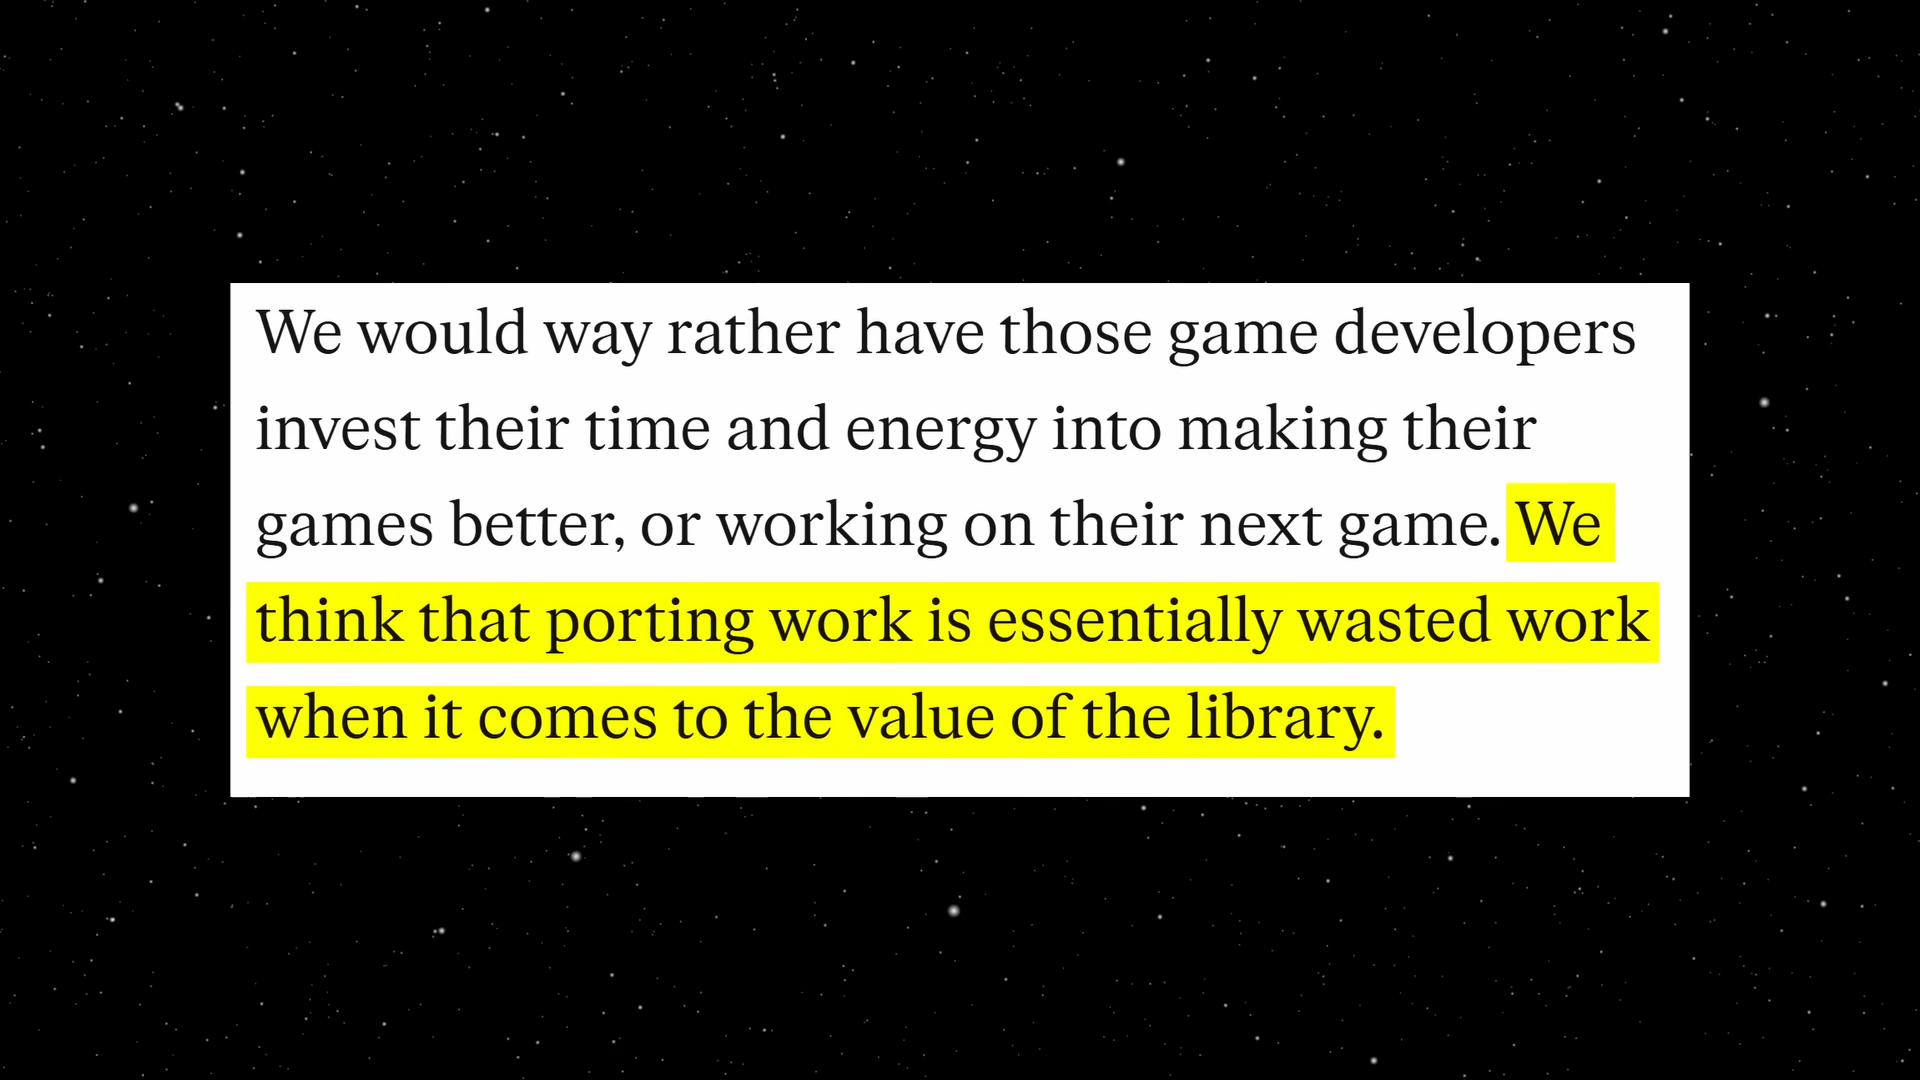 We would way rather have those game developers
invest their time and energy into making their
games better, or working on their next game. We
think that porting work is essentially wasted work
when it comes to the value of the library.